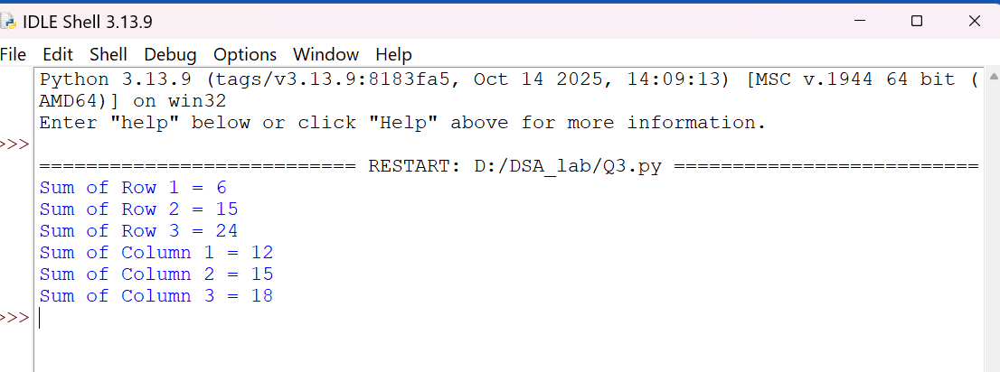 IDLE Shell 3.13.9
File Edit Shell Debug Options Window Help
Python 3.13.9 (tags/v3.13.9:8183fa5, Oct 14 2025, 14:09:13) [MSC v.1944 64 bit (
AMD64)] on win32
Enter "help" below or click "Help" above for more information.
>>>
=========================== RESTART: D:/DSA_lab/Q3.py ==========================
Sum of Row 1 = 6
Sum of Row 2 = 15
Sum of Row 3 = 24
Sum of Column 1 = 12
Sum of Column 2 = 15
Sum of Column 3 = 18
>>>